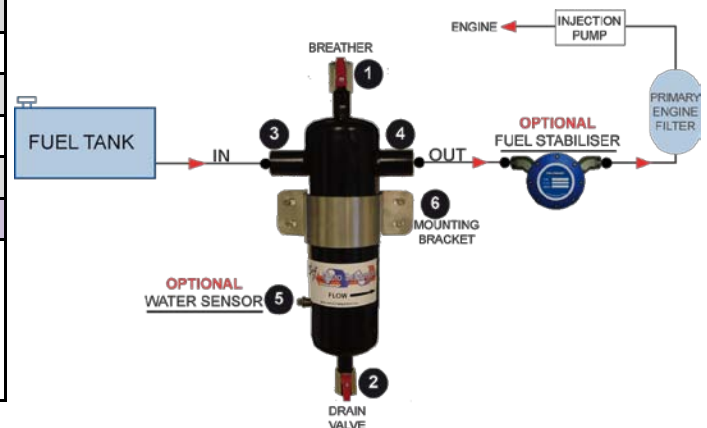 ENGINE
INJECTION
PUMP
BREATHER
1
PRIMARY
ENGINE
FILTER
FUEL TANK
IN
3
4
OUT
OPTIONAL
FUEL STABILISER
6
MOUNTING
BRACKET
OPTIONAL
WATER SENSOR
5
FLOW
2
DRAIN
VALVE